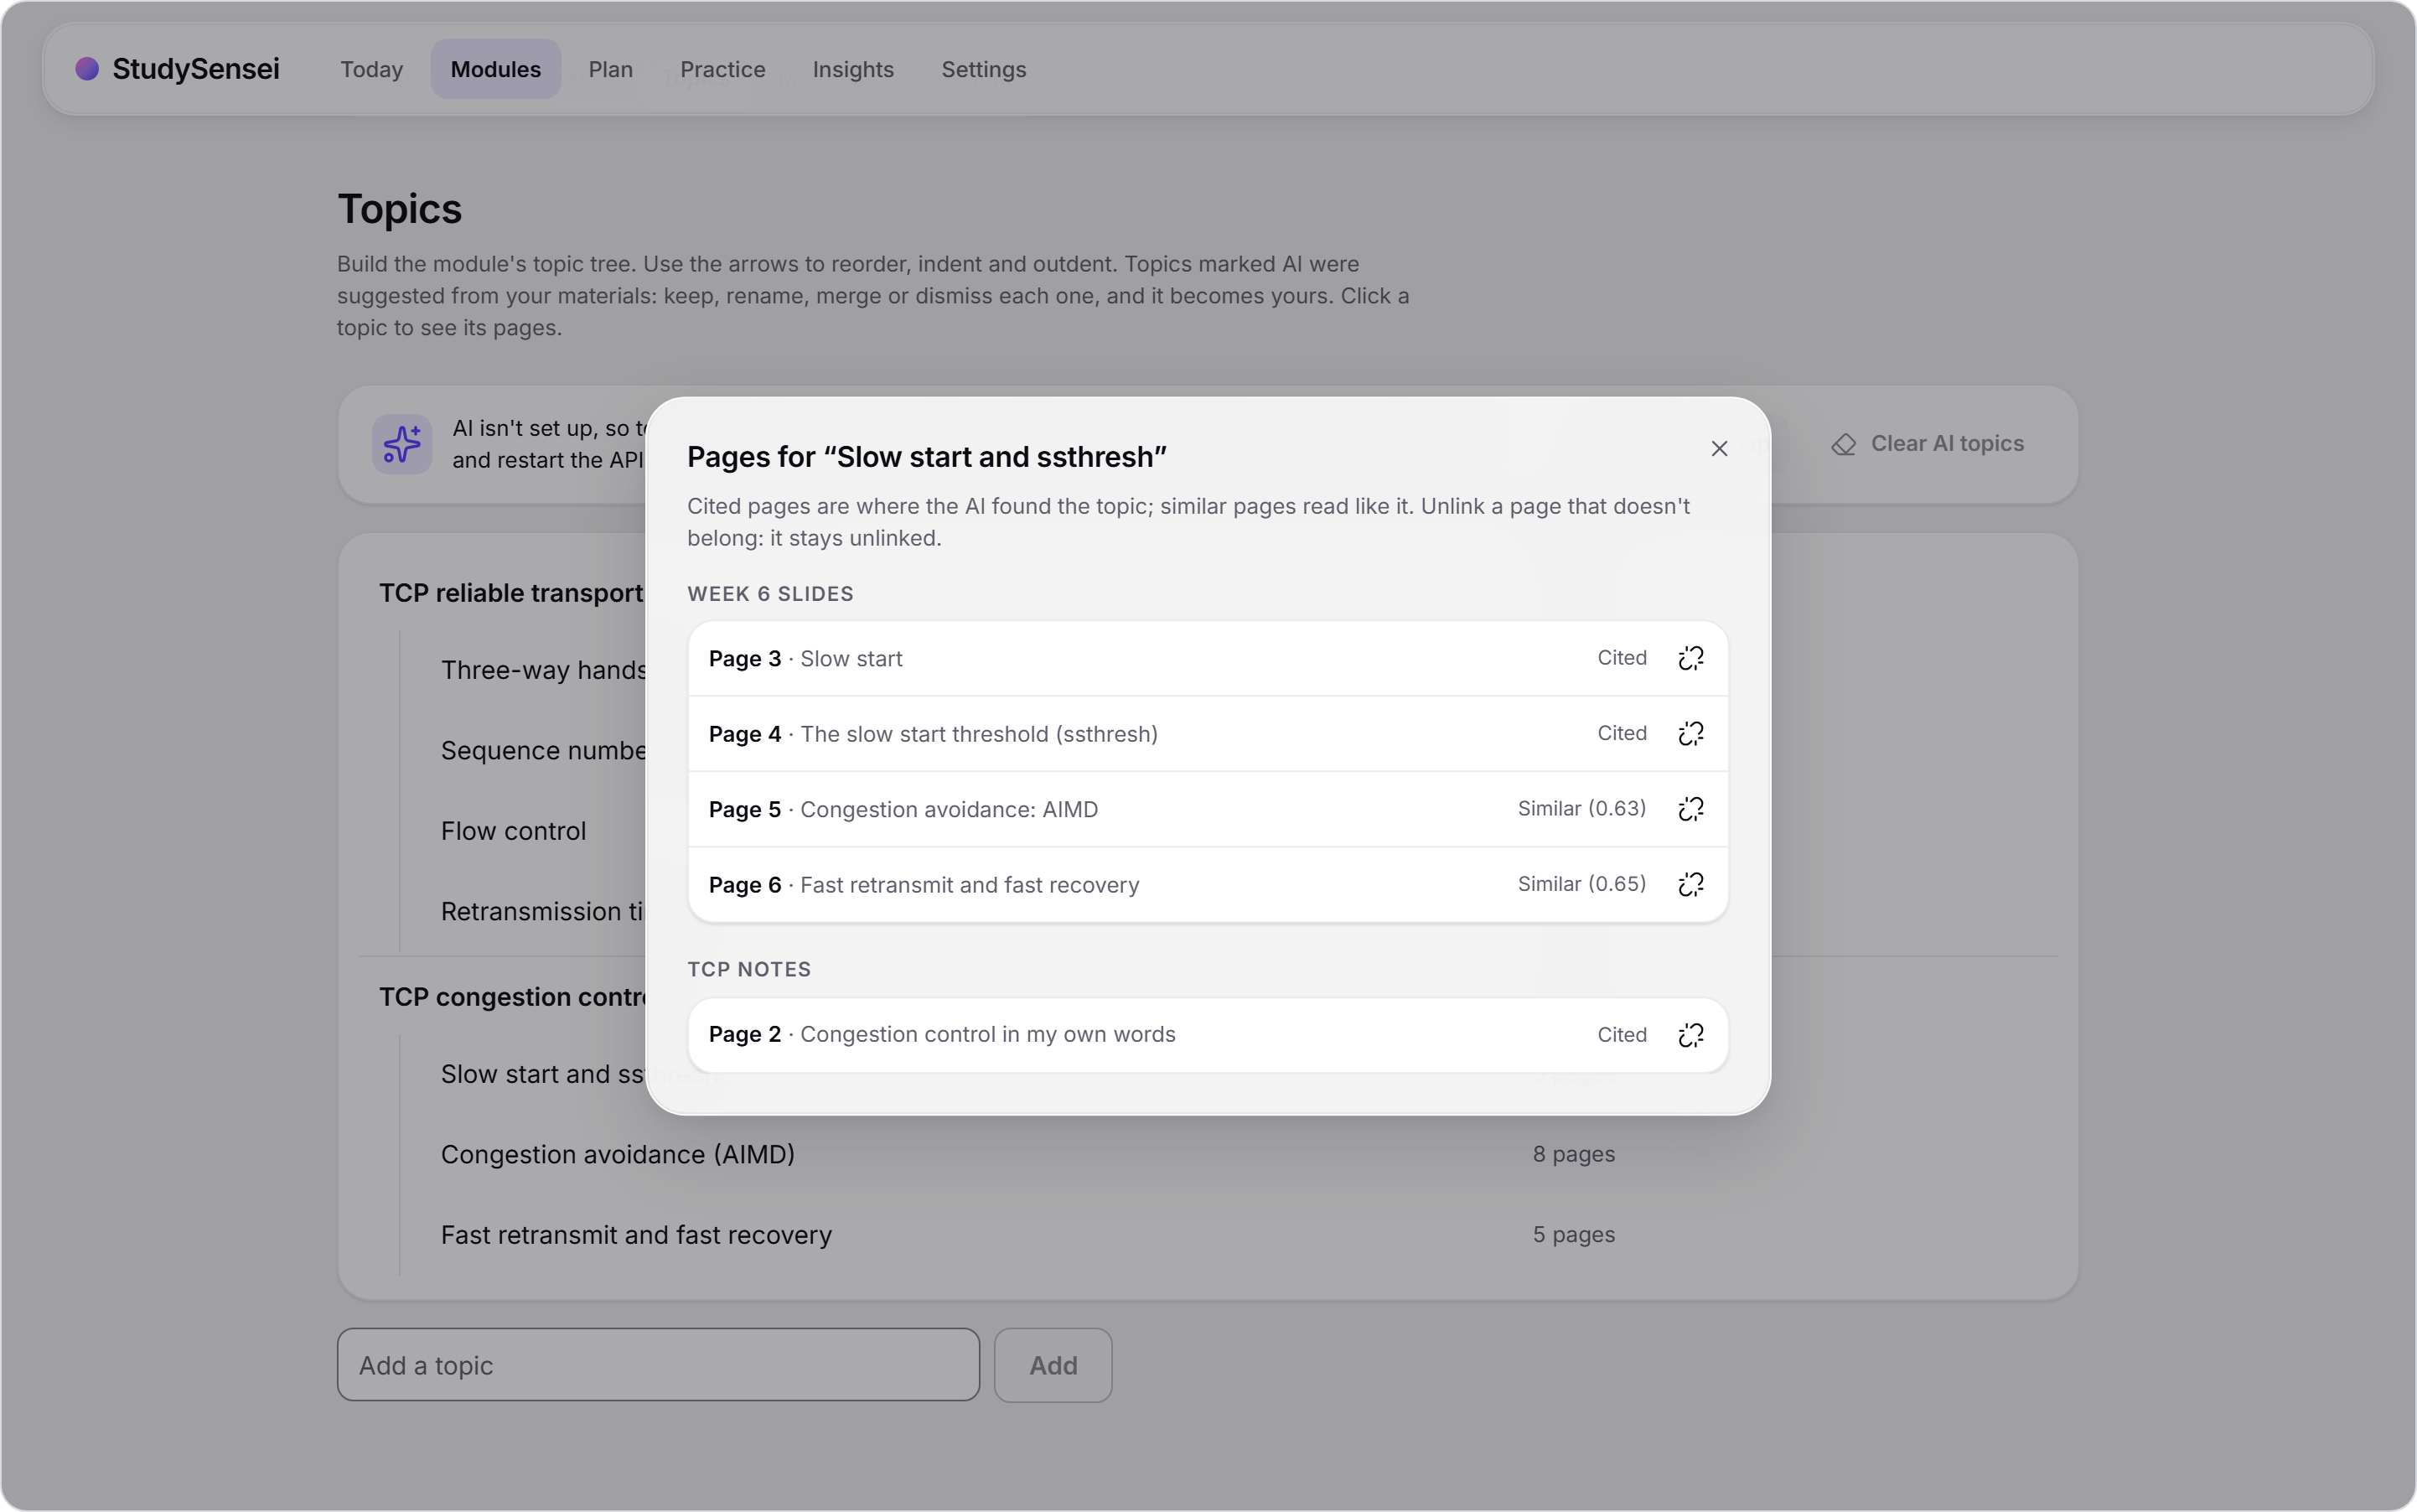 StudySensei
Today
Modules
Plan
Practice
Insights
Settings
Topics
Build the module's topic tree. Use the arrows to reorder, indent and outdent. Topics marked AI were
suggested from your materials: keep, rename, merge or dismiss each one, and it becomes yours. Click a
topic to see its pages.
AI isn't set up, so
and restart the API
Clear AI topics
Pages for “Slow start and ssthresh”
Cited pages are where the AI found the topic; similar pages read like it. Unlink a page that doesn't
belong: it stays unlinked.
WEEK 6 SLIDES
Page 3 · Slow start Cited
Page 4 · The slow start threshold (ssthresh) Cited
Page 5 · Congestion avoidance: AIMD Similar (0.63)
Page 6 · Fast retransmit and fast recovery Similar (0.65)
TCP NOTES
Page 2 · Congestion control in my own words Cited
TCP reliable transport
Three-way
Sequence
Flow control
Retransmission
TCP congestion
Slow start and ssthresh
Congestion avoidance (AIMD) 8 pages
Fast retransmit and fast recovery 5 pages
Add a topic
Add